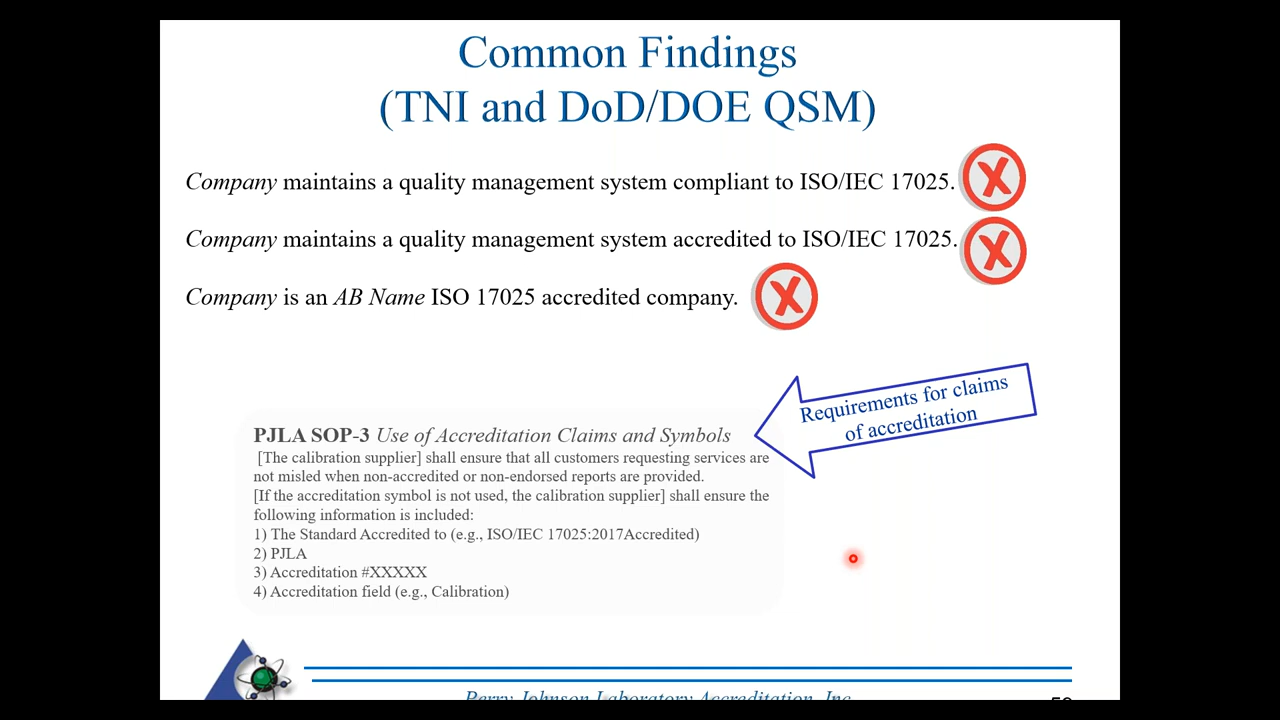 Common Findings
(TNI and DoD/DOE QSM)
Company maintains a quality management system compliant to ISO/IEC 17025.
Company maintains a quality management system accredited to ISO/IEC 17025.
Company is an AB Name ISO 17025 accredited company.
Requirements for claims
of accreditation
PJLA SOP-3 Use of Accreditation Claims and Symbols
[The calibration supplier] shall ensure that all customers requesting services are
not misled when non-accredited or non-endorsed reports are provided.
[If the accreditation symbol is not used, the calibration supplier] shall ensure the
following information is included:
1) The Standard Accredited to (e.g., ISO/IEC 17025:2017Accredited)
2) PJLA
3) Accreditation #XXXXX
4) Accreditation field (e.g., Calibration)
Perry Johnson Laboratory Accreditation, Inc